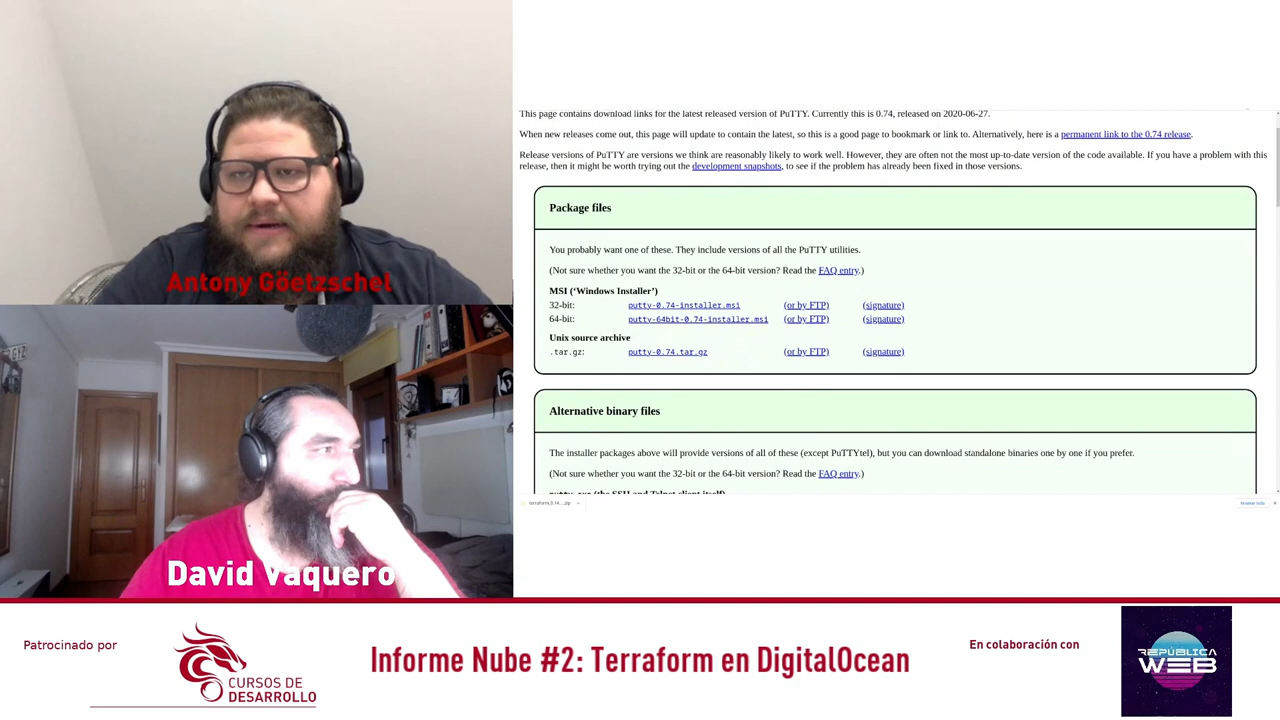 This page contains download links for the latest released version of PuTTY. Currently this is 0.74, released on 2020-06-27.
When new releases come out, this page will update to contain the latest, so this is a good page to bookmark or link to. Alternatively, here is a permanent link to the 0.74 release.
Release versions of PuTTY are versions we think are reasonably likely to work well. However, they are often not the most up-to-date version of the code available. If you have a problem with this
release, then it might be worth trying out the development snapshots, to see if the problem has already been fixed in those versions.
Package files
You probably want one of these. They include versions of all the PuTTY utilities.
(Not sure whether you want the 32-bit or the 64-bit version? Read the FAQ entry.)
MSI (‘Windows Installer’)
32-bit: putty-0.74-installer.msi (or by FTP) (signature)
64-bit: putty-64bit-0.74-installer.msi (or by FTP) (signature)
Unix source archive
.tar.gz: putty-0.74.tar.gz (or by FTP) (signature)
Alternative binary files
The installer packages above will provide versions of all of these (except PuTTYtel), but you can download standalone binaries one by one if you prefer.
(Not sure whether you want the 32-bit or the 64-bit version? Read the FAQ entry.)
putty.exe (the SSH and Telnet client itself)
terraform_0.14....zip
Antony Göetzschel
David Vaquero
Patrocinado por
CURSOS DE
DESARROLLO
Informe Nube #2: Terraform en DigitalOcean
En colaboración con
REPÚBLICA
WEB